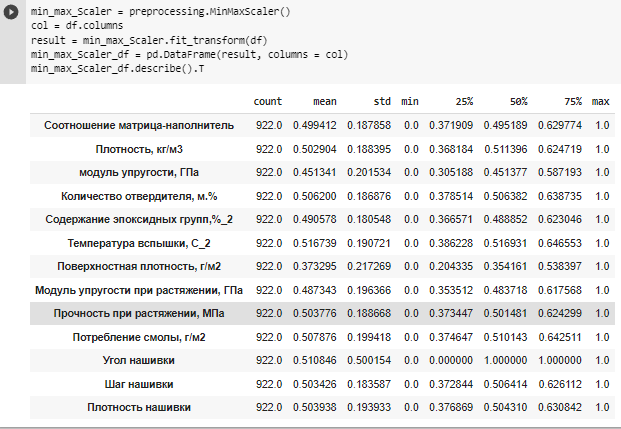 min_max_Scaler = preprocessing.MinMaxScaler()
col = df.columns
result = min_max_Scaler.fit_transform(df)
min_max_Scaler_df = pd.DataFrame(result, columns = col)
min_max_Scaler_df.describe().T
count mean std min 25% 50% 75% max
Соотношение матрица-наполнитель 922.0 0.499412 0.187858 0.0 0.371909 0.495189 0.629774 1.0
Плотность, кг/м3 922.0 0.502904 0.188395 0.0 0.368184 0.511396 0.624719 1.0
модуль упругости, ГПа 922.0 0.451341 0.201534 0.0 0.305188 0.451377 0.587193 1.0
Количество отвердителя, м.% 922.0 0.506200 0.186876 0.0 0.378514 0.506382 0.638735 1.0
Содержание эпоксидных групп,%_2 922.0 0.490578 0.180548 0.0 0.366571 0.488852 0.623046 1.0
Температура вспышки, С_2 922.0 0.516739 0.190721 0.0 0.386228 0.516931 0.646553 1.0
Поверхностная плотность, г/м2 922.0 0.373295 0.217269 0.0 0.204335 0.354161 0.538397 1.0
Модуль упругости при растяжении, ГПа 922.0 0.487343 0.196366 0.0 0.353512 0.483718 0.617568 1.0
Прочность при растяжении, МПа 922.0 0.503776 0.188668 0.0 0.373447 0.501481 0.624299 1.0
Потребление смолы, г/м2 922.0 0.507876 0.199418 0.0 0.374647 0.510143 0.642511 1.0
Угол нашивки 922.0 0.510846 0.500154 0.0 0.000000 1.000000 1.000000 1.0
Шаг нашивки 922.0 0.503426 0.183587 0.0 0.372844 0.506414 0.626112 1.0
Плотность нашивки 922.0 0.503938 0.193933 0.0 0.376869 0.504310 0.630842 1.0